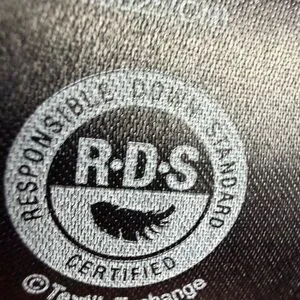 RESPONSIBLE DOWN STANDARD
R·D·S
CERTIFIED
© Textile Exchange